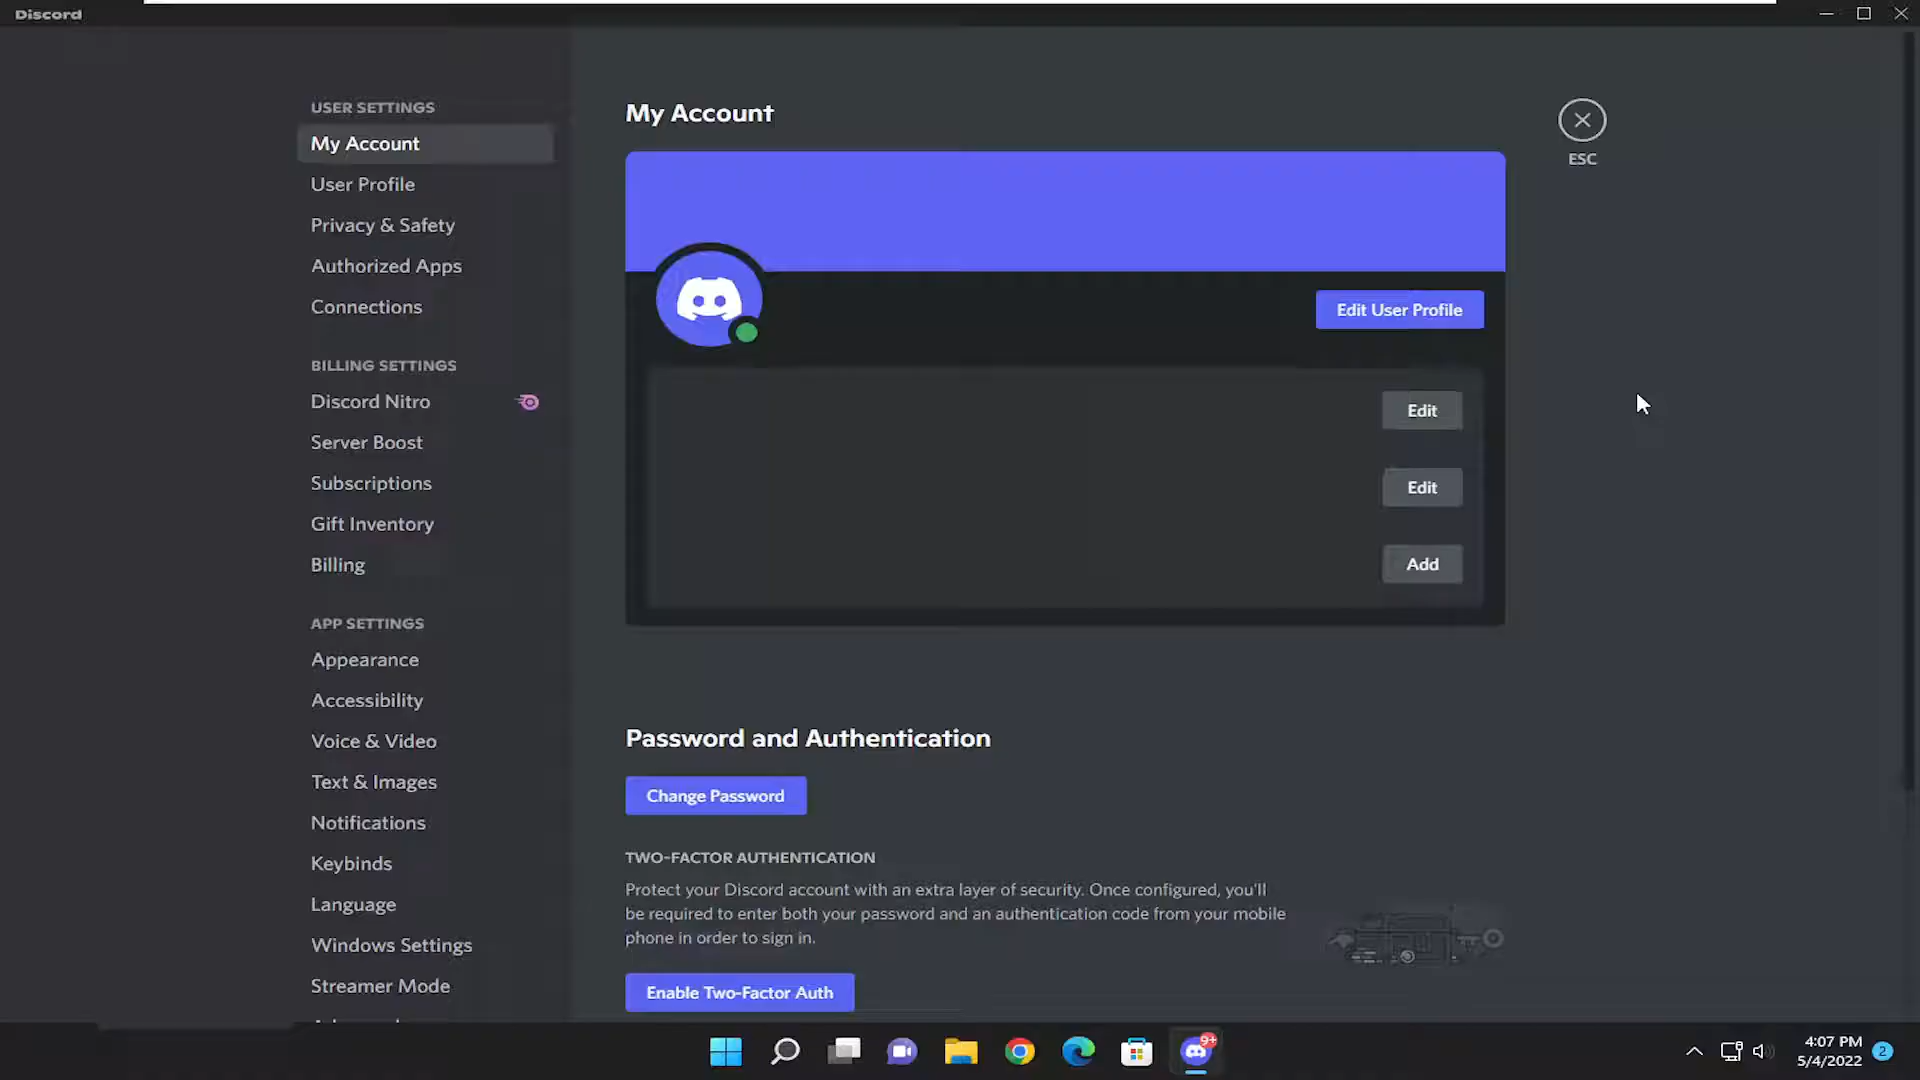 Discord
USER SETTINGS
My Account
User Profile
Privacy & Safety
Authorized Apps
Connections
BILLING SETTINGS
Discord Nitro
Server Boost
Subscriptions
Gift Inventory
Billing
APP SETTINGS
Appearance
Accessibility
Voice & Video
Text & Images
Notifications
Keybinds
Language
Windows Settings
Streamer Mode
My Account
ESC
Edit User Profile
Edit
Edit
Add
Password and Authentication
Change Password
TWO-FACTOR AUTHENTICATION
Protect your Discord account with an extra layer of security. Once configured, you'll
be required to enter both your password and an authentication code from your mobile
phone in order to sign in.
Enable Two-Factor Auth
9+
4:07 PM
5/4/2022
2